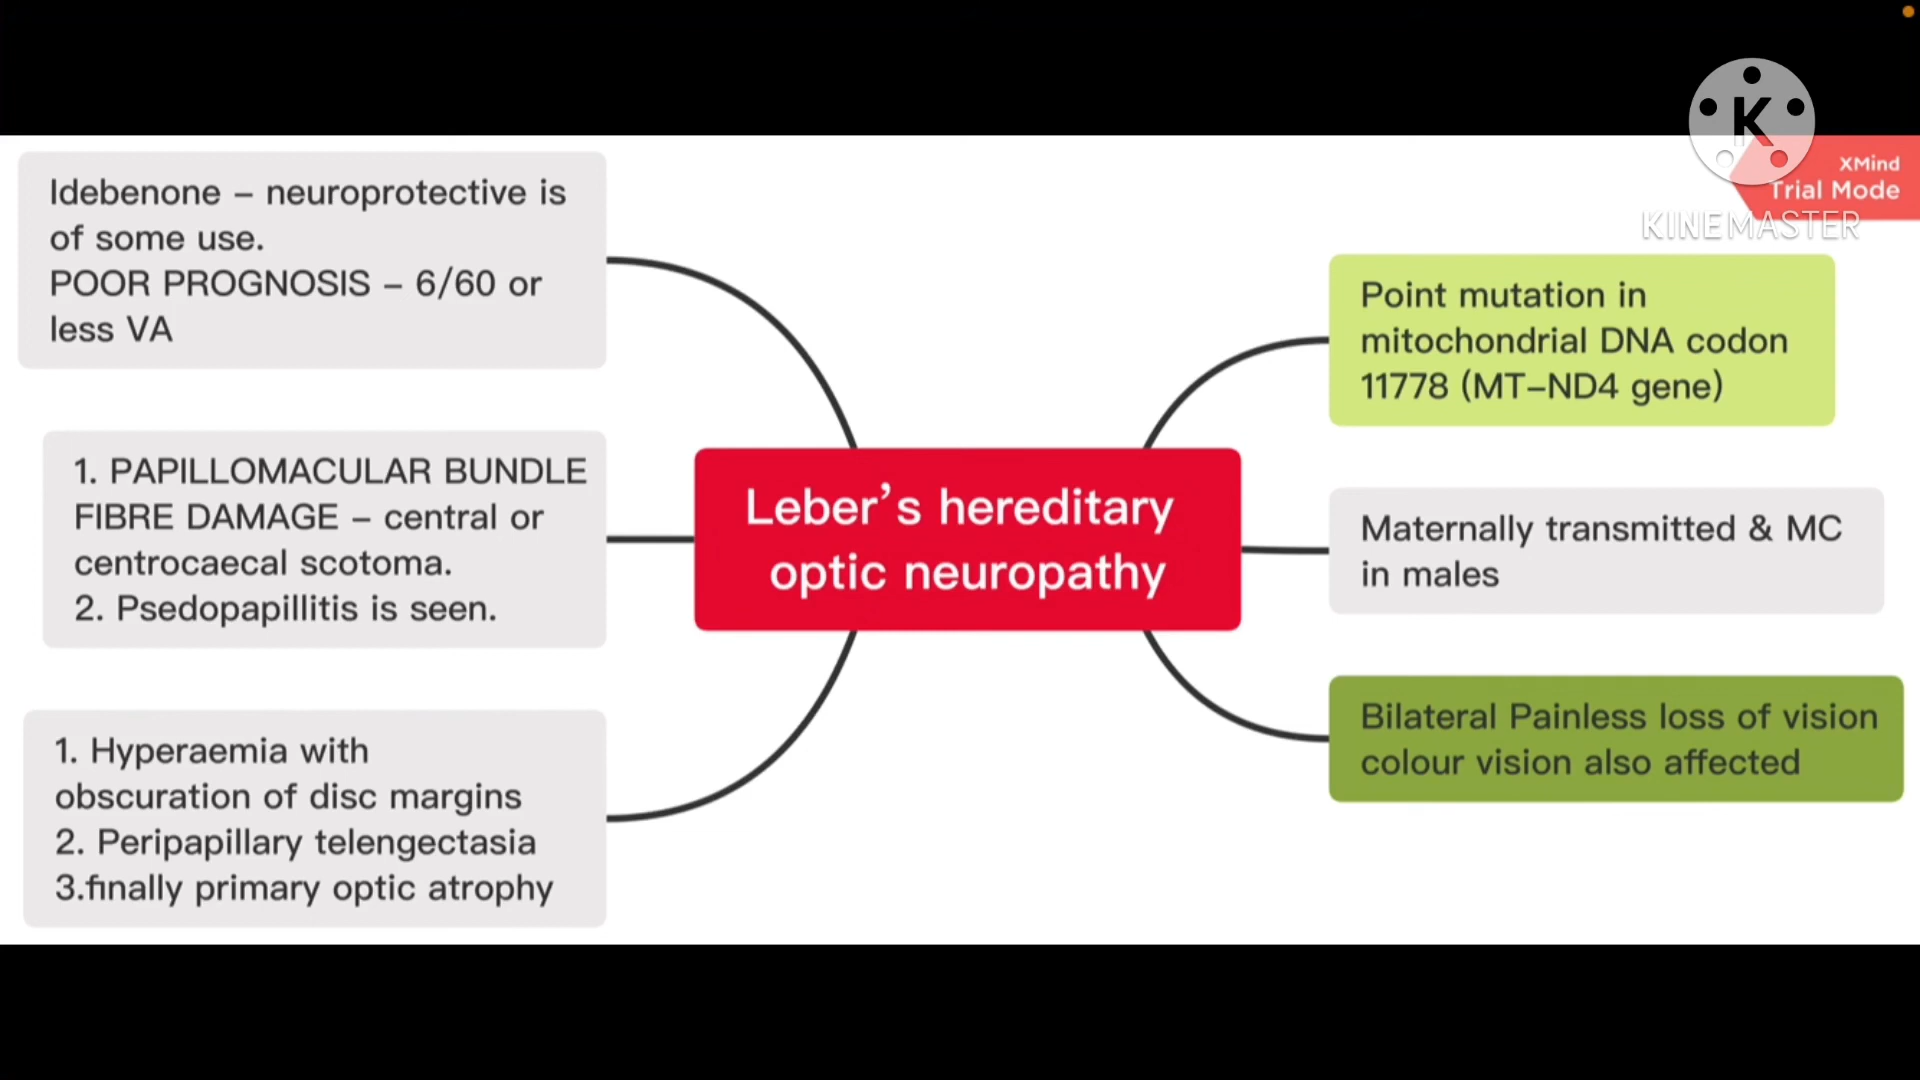 K
XMind
Trial Mode
KINEMASTER
Idebenone – neuroprotective is
of some use.
POOR PROGNOSIS – 6/60 or
less VA
1. PAPILLOMACULAR BUNDLE
FIBRE DAMAGE – central or
centrocaecal scotoma.
2. Psedopapillitis is seen.
1. Hyperaemia with
obscuration of disc margins
2. Peripapillary telengectasia
3.finally primary optic atrophy
Leber’s hereditary
optic neuropathy
Point mutation in
mitochondrial DNA codon
11778 (MT–ND4 gene)
Maternally transmitted & MC
in males
Bilateral Painless loss of vision
colour vision also affected